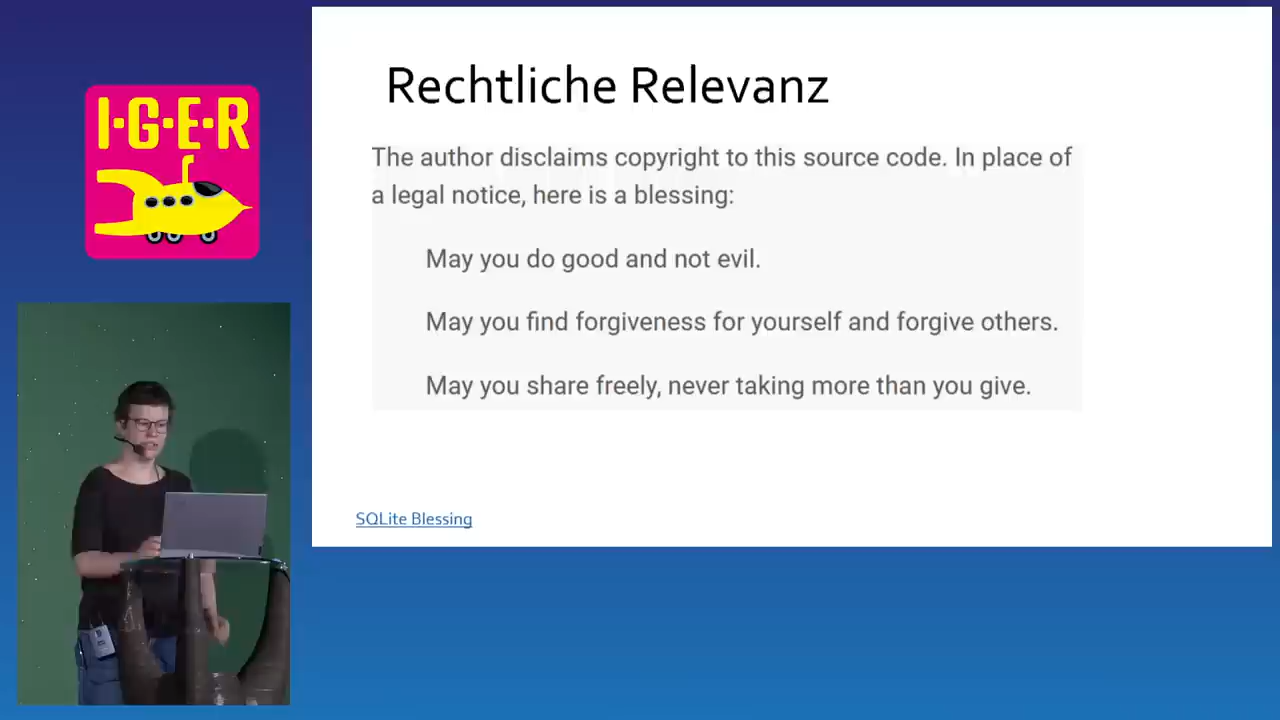 I·G·E·R
Rechtliche Relevanz
The author disclaims copyright to this source code. In place of
a legal notice, here is a blessing:
May you do good and not evil.
May you find forgiveness for yourself and forgive others.
May you share freely, never taking more than you give.
SQLite Blessing